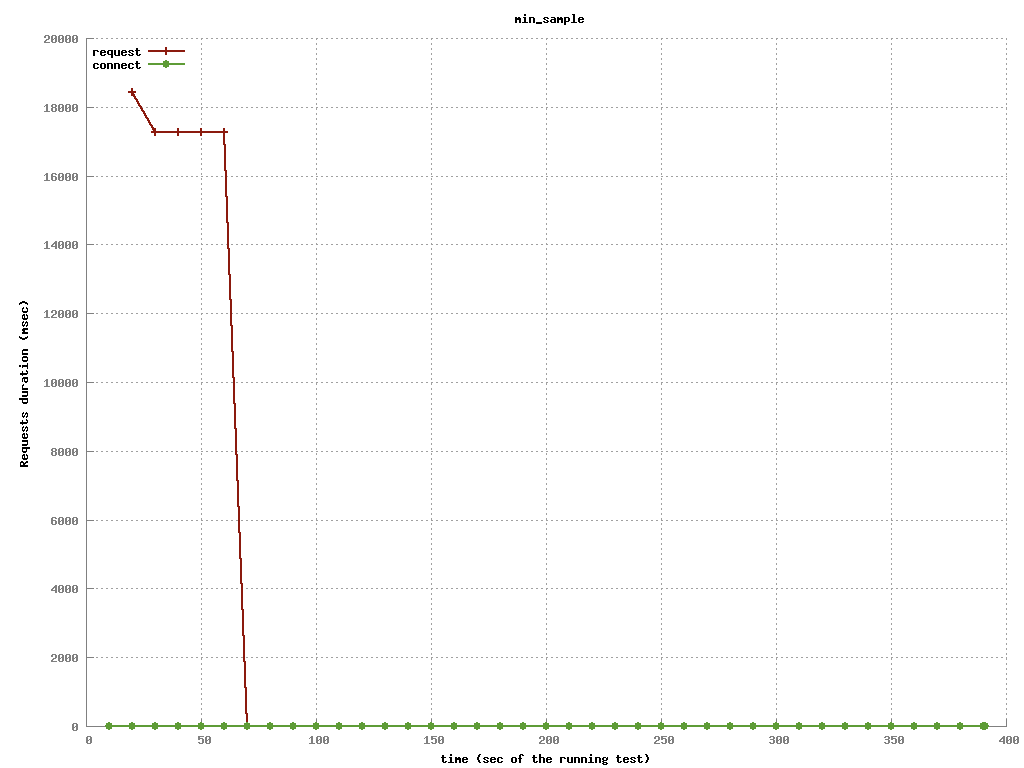 min_sample
20000
request
connect
18000
16000
14000
12000
Requests duration (msec)
10000
8000
6000
4000
2000
0
0 50 100 150 200 250 300 350 400
time (sec of the running test)